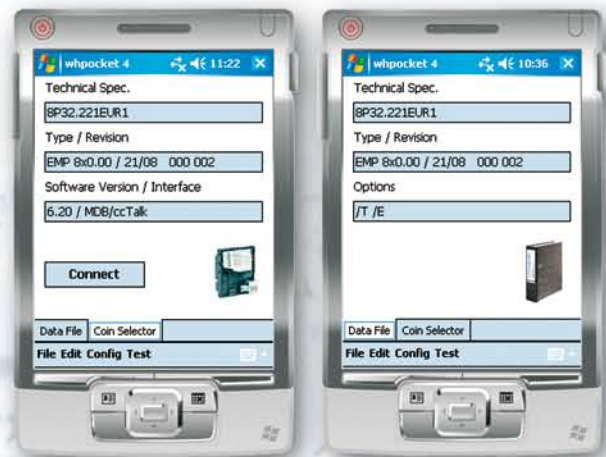 whpocket 4 11:22
Technical Spec.
8P32.221EUR1
Type / Revision
EMP 8x0.00 / 21/08 000 002
Software Version / Interface
6.20 / MDB/ccTalk
Connect
Data File Coin Selector
File Edit Config Test
whpocket 4 10:36
Technical Spec.
8P32.221EUR1
Type / Revision
EMP 8x0.00 / 21/08 000 002
Options
/T /E
Data File Coin Selector
File Edit Config Test